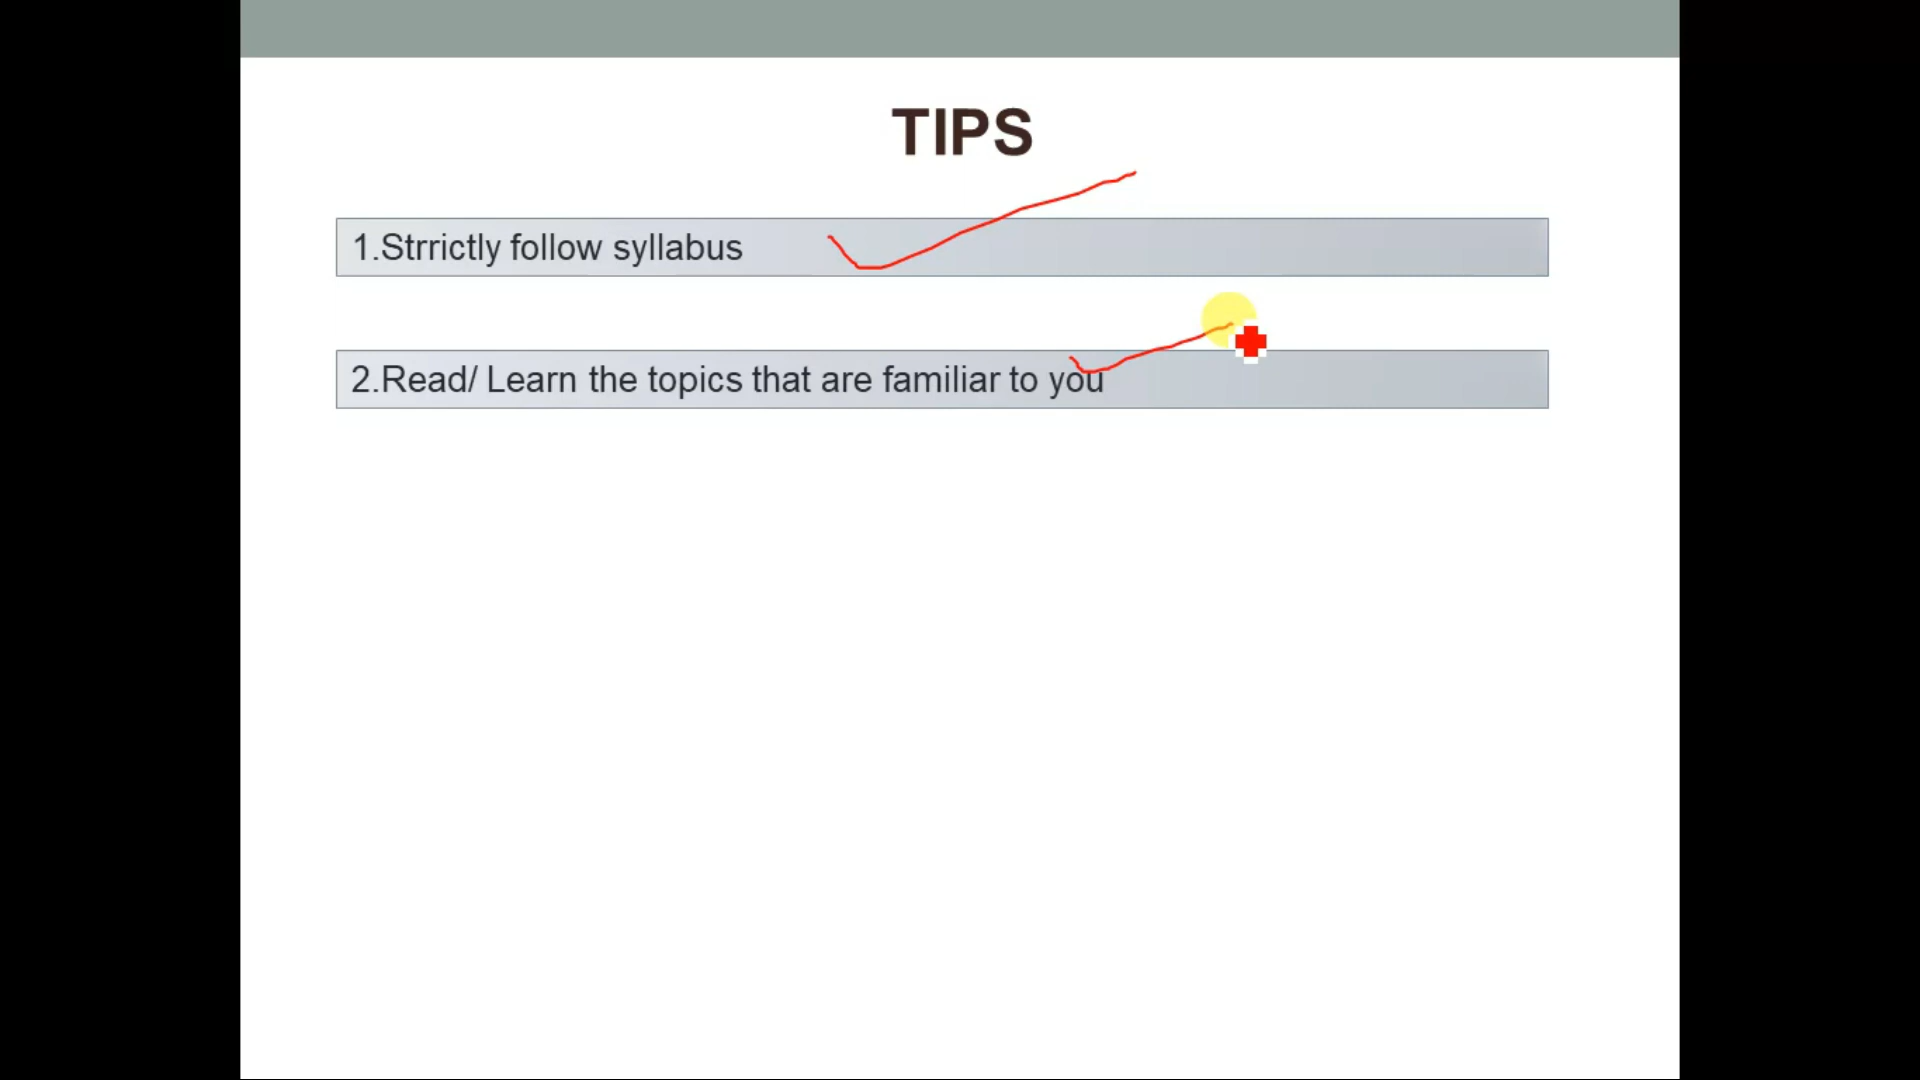 TIPS
1.Strrictly follow syllabus
2.Read/ Learn the topics that are familiar to you